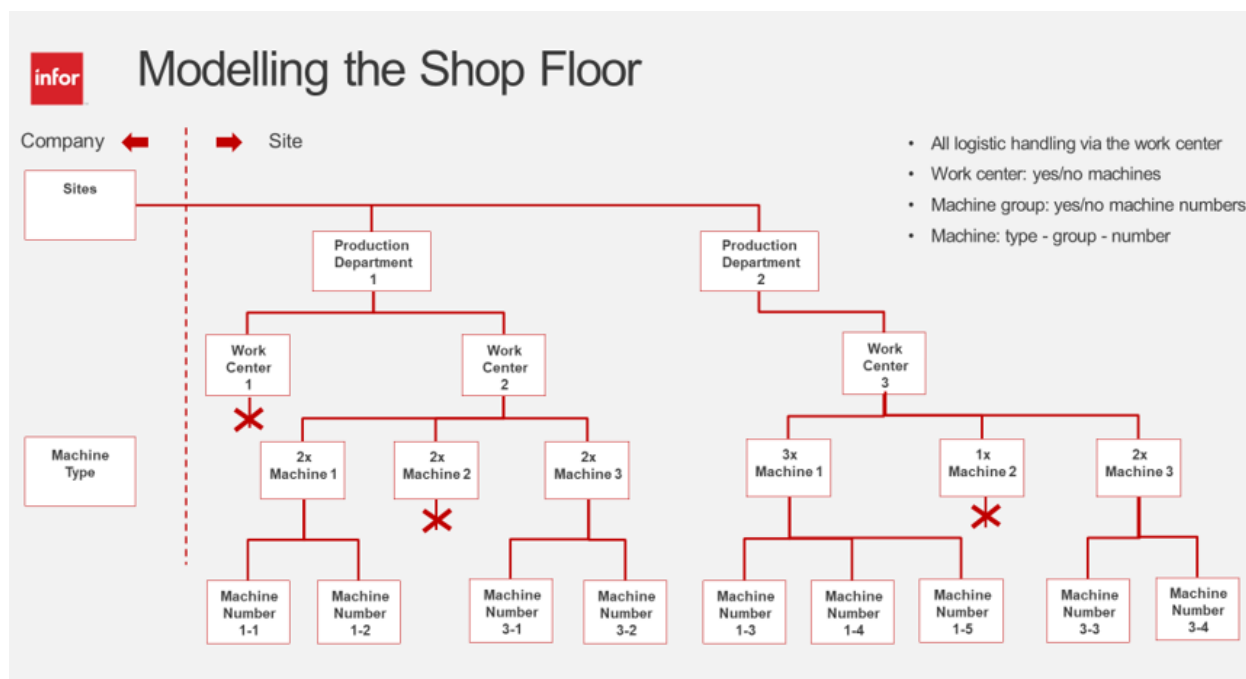 infor
Modelling the Shop Floor
Company
Site
• All logistic handling via the work center
• Work center: yes/no machines
• Machine group: yes/no machine numbers
• Machine: type - group - number
Sites
Production
Department
1
Production
Department
2
Work
Center
1
Work
Center
2
Work
Center
3
Machine
Type
2x
Machine 1
2x
Machine 2
2x
Machine 3
3x
Machine 1
1x
Machine 2
2x
Machine 3
Machine
Number
1-1
Machine
Number
1-2
Machine
Number
3-1
Machine
Number
3-2
Machine
Number
1-3
Machine
Number
1-4
Machine
Number
1-5
Machine
Number
3-3
Machine
Number
3-4